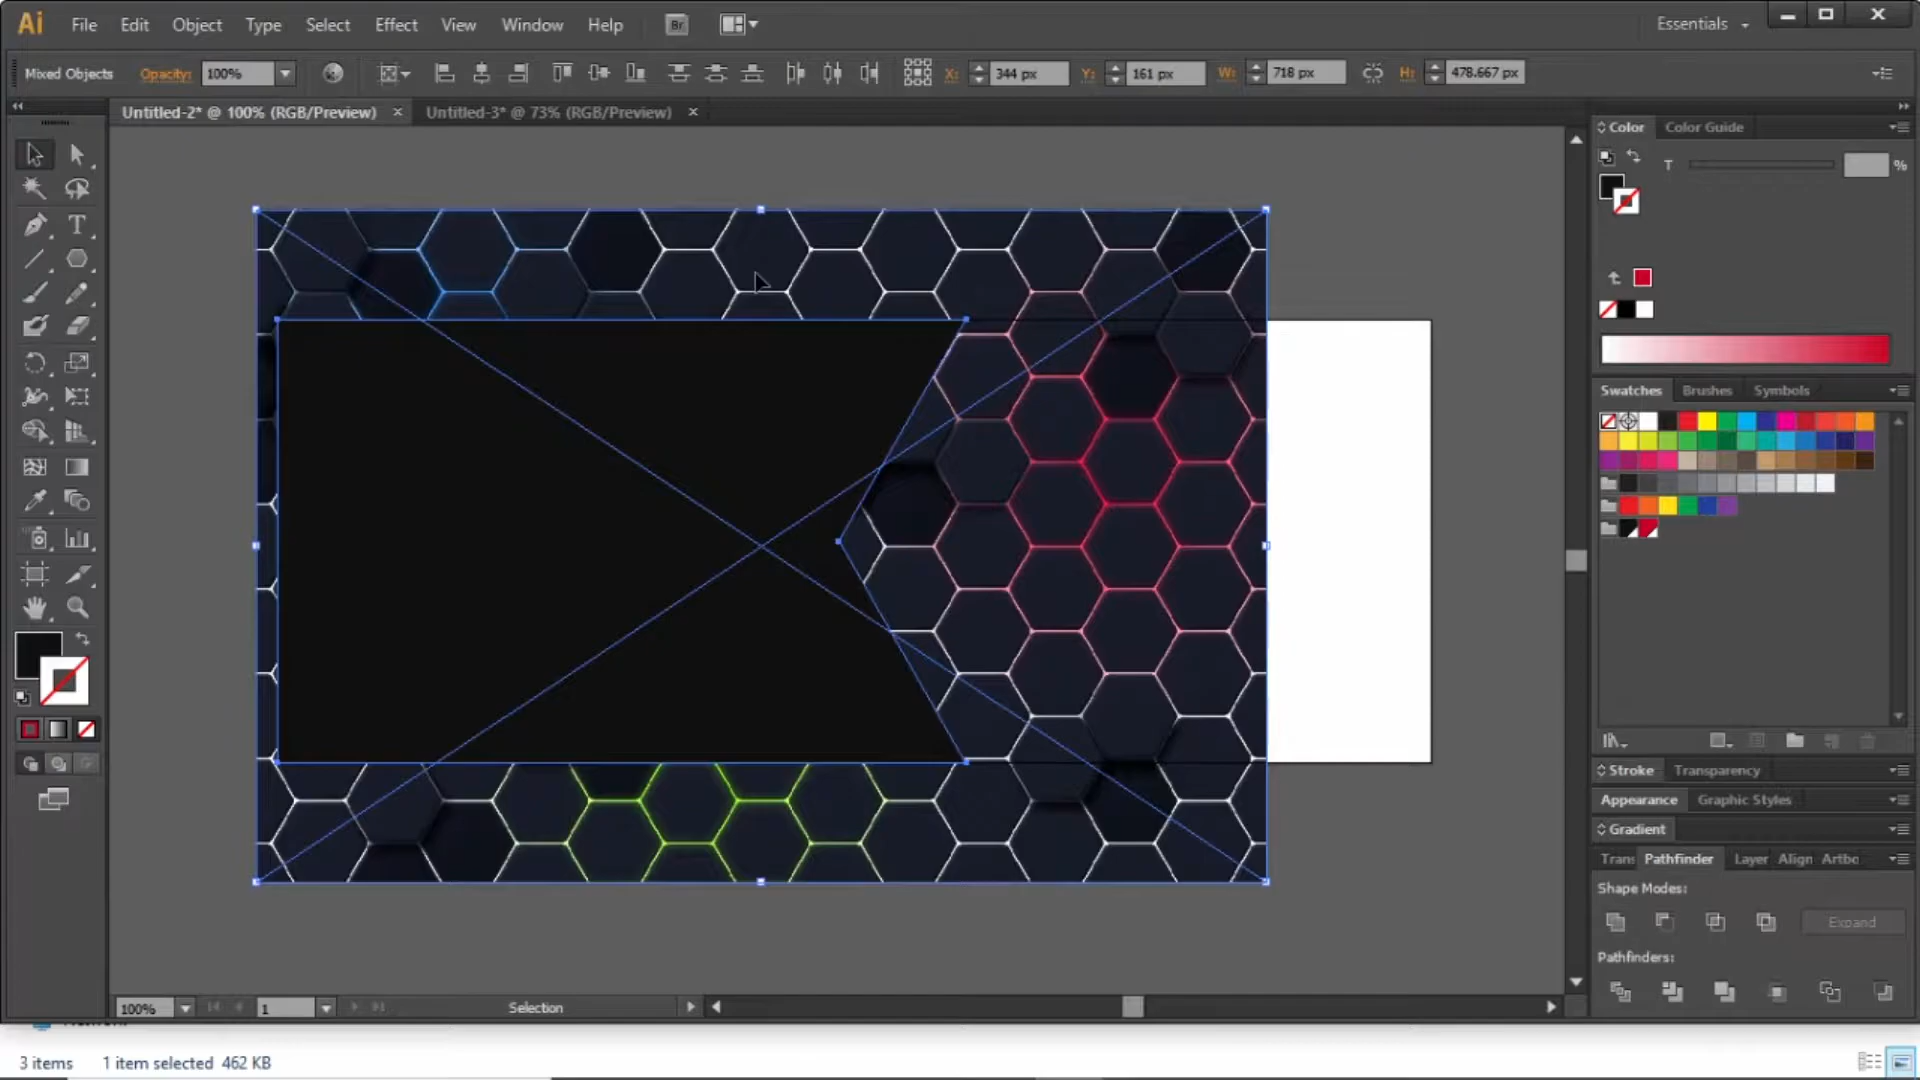 Ai File Edit Object Type Select Effect View Window Help Br Essentials
Mixed Objects Opacity: 100% X: 344 px Y: 161 px W: 718 px H: 478.667 px
Untitled-2* @ 100% (RGB/Preview) × Untitled-3* @ 73% (RGB/Preview) ×
Color Color Guide
T %
Swatches Brushes Symbols
Stroke Transparency
Appearance Graphic Styles
Gradient
Trans Pathfinder Layer Align Artbo
Shape Modes:
Expand
Pathfinders:
100% 1 Selection
3 items 1 item selected 462 KB